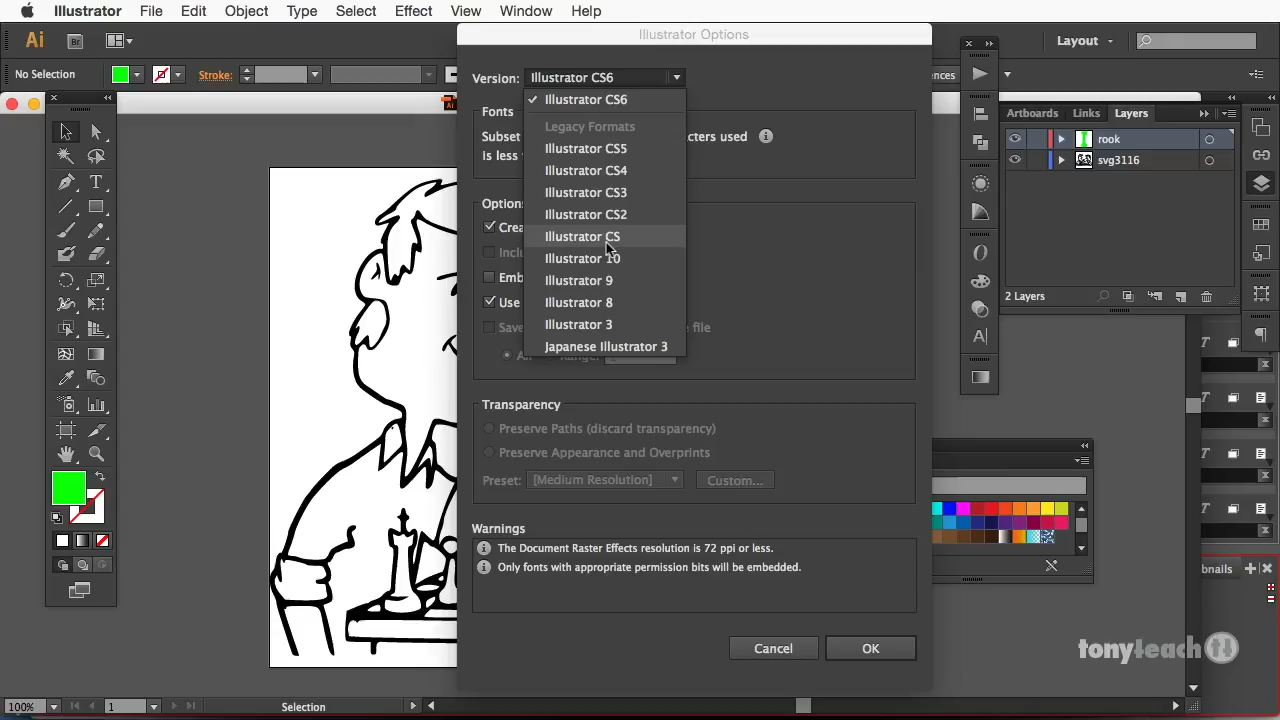 Illustrator File Edit Object Type Select Effect View Window Help
Ai Br Layout
Illustrator Options
No Selection Stroke:
Version: Illustrator CS6
Illustrator CS6
Legacy Formats
Illustrator CS5
Illustrator CS4
Illustrator CS3
Illustrator CS2
Illustrator CS
Illustrator 10
Illustrator 9
Illustrator 8
Illustrator 3
Japanese Illustrator 3
Fonts
Subset
is less
Options
Emb
Use
Save
file
Transparency
Preserve Paths (discard transparency)
Preserve Appearance and Overprints
Preset: [Medium Resolution] Custom...
Warnings
The Document Raster Effects resolution is 72 ppi or less.
Only fonts with appropriate permission bits will be embedded.
Cancel OK
Artboards Links Layers
rook
svg3116
2 Layers
bnails
tonyteach
100% 1 Selection